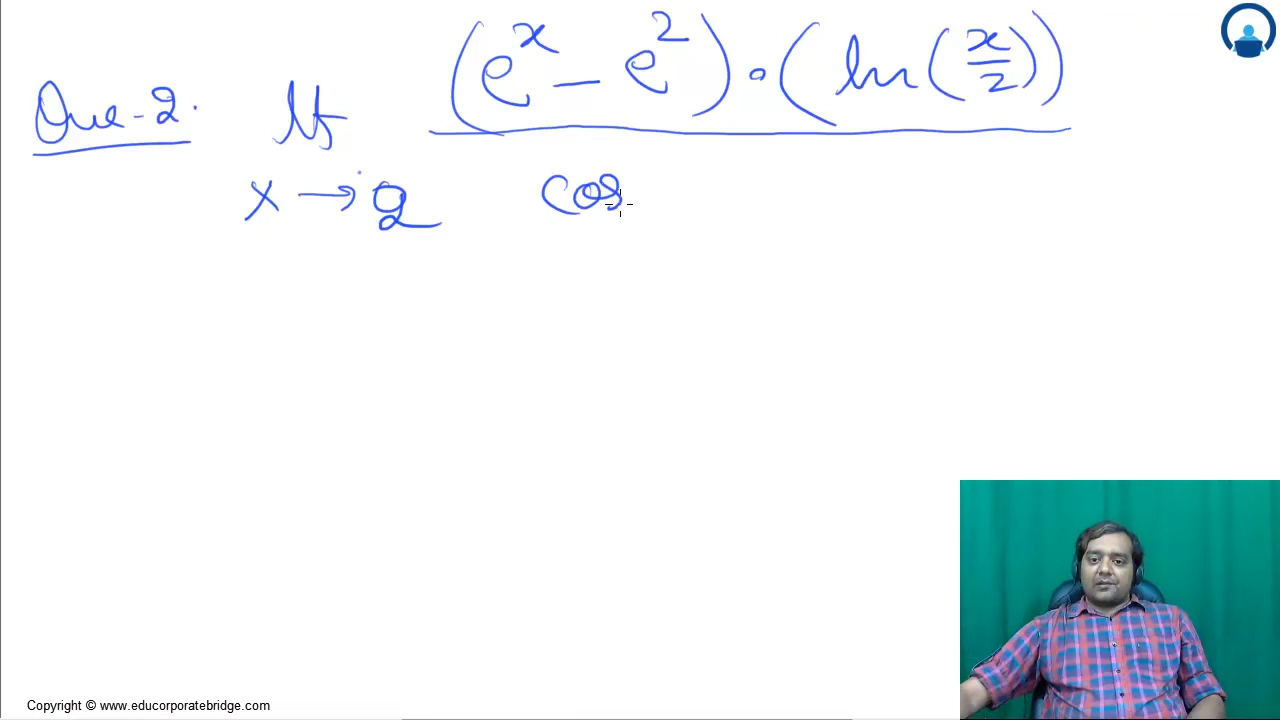 Que-2. lt x → 2 (e^x - e^2) · (ln(x/2))
cos
Copyright © www.educorporatebridge.com